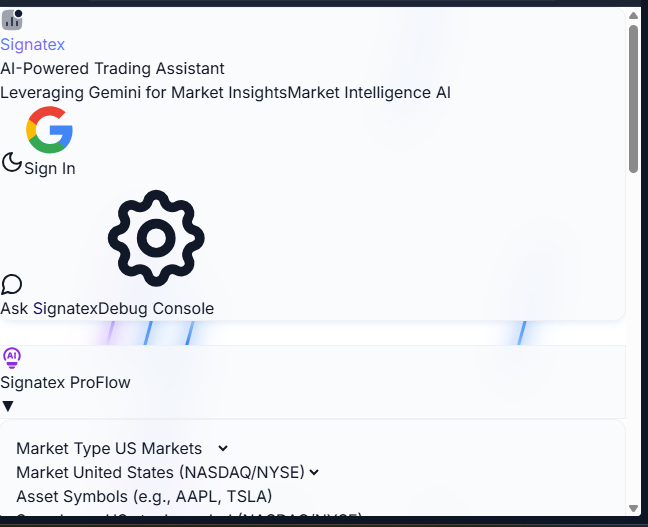 Signatex
AI-Powered Trading Assistant
Leveraging Gemini for Market InsightsMarket Intelligence AI
Sign In
Ask SignatexDebug Console
AI
Signatex ProFlow
▼
Market Type US Markets
Market United States (NASDAQ/NYSE)
Asset Symbols (e.g., AAPL, TSLA)